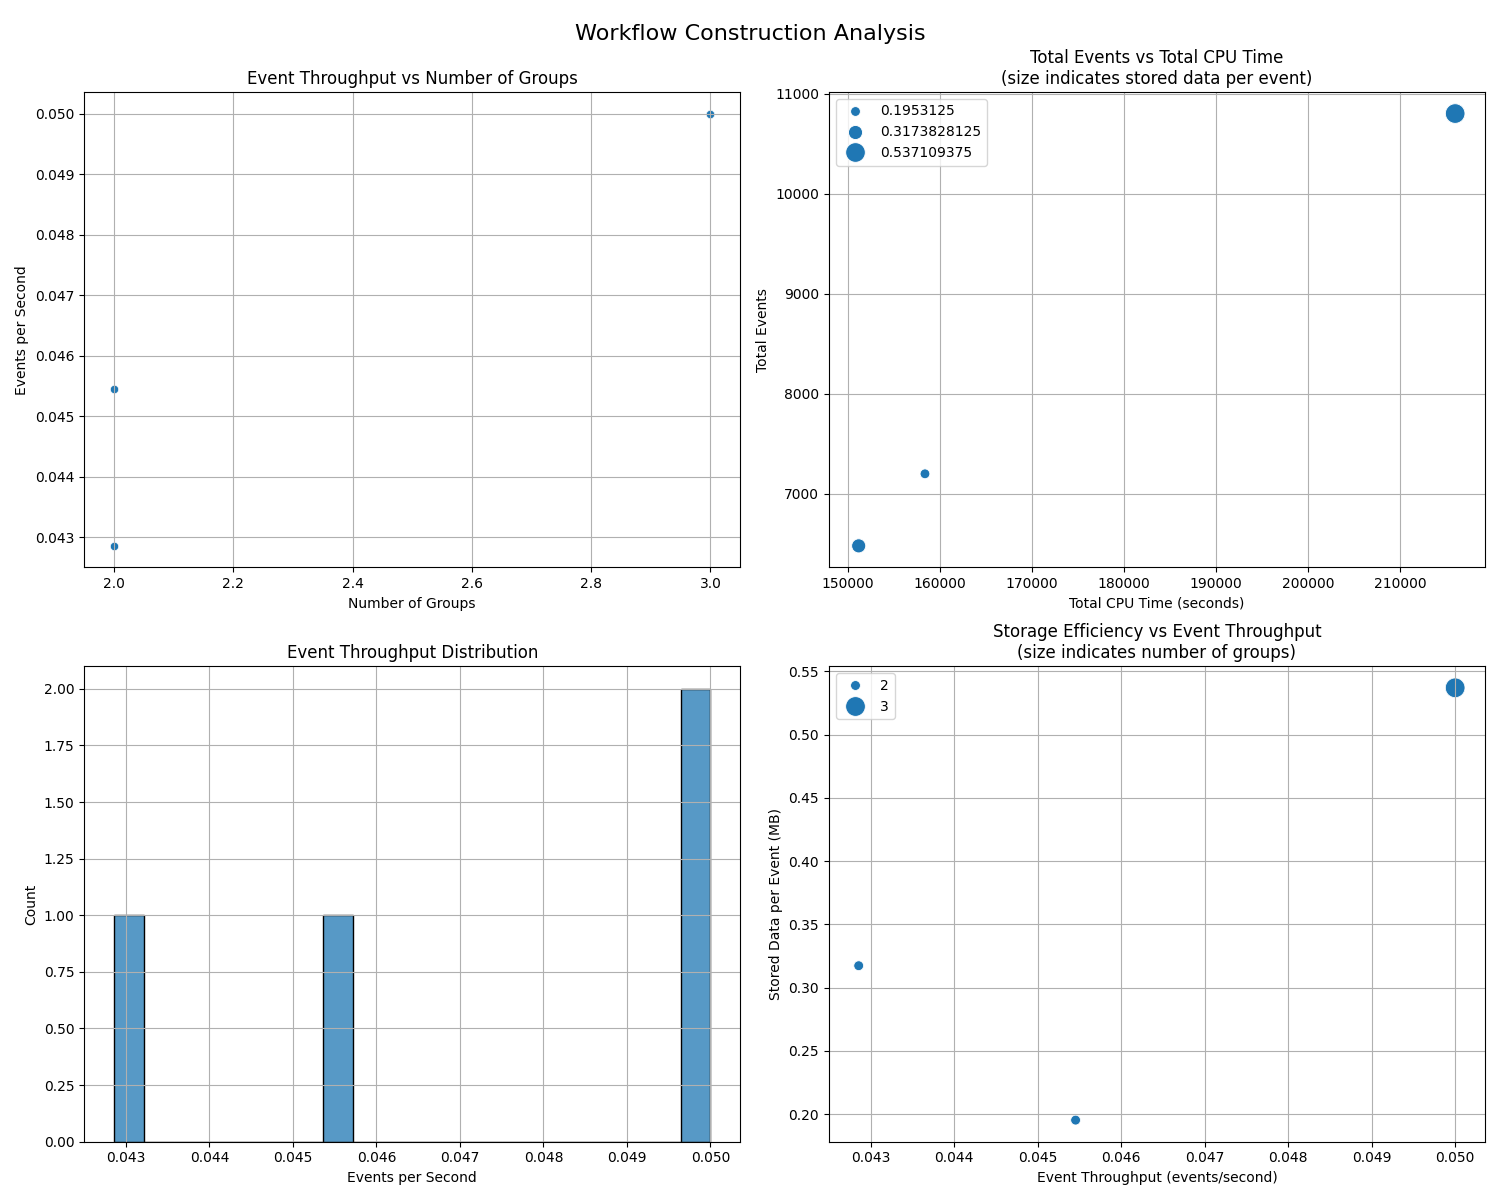 Workflow Construction Analysis
Event Throughput vs Number of Groups
0.050
0.049
0.048
0.047
0.046
0.045
0.044
0.043
Events per Second
2.0 2.2 2.4 2.6 2.8 3.0
Number of Groups
Total Events vs Total CPU Time
(size indicates stored data per event)
0.1953125
0.3173828125
0.537109375
11000
10000
9000
8000
7000
Total Events
150000 160000 170000 180000 190000 200000 210000
Total CPU Time (seconds)
Event Throughput Distribution
2.00
1.75
1.50
1.25
1.00
0.75
0.50
0.25
0.00
Count
0.043 0.044 0.045 0.046 0.047 0.048 0.049 0.050
Events per Second
Storage Efficiency vs Event Throughput
(size indicates number of groups)
2
3
0.55
0.50
0.45
0.40
0.35
0.30
0.25
0.20
Stored Data per Event (MB)
0.043 0.044 0.045 0.046 0.047 0.048 0.049 0.050
Event Throughput (events/second)